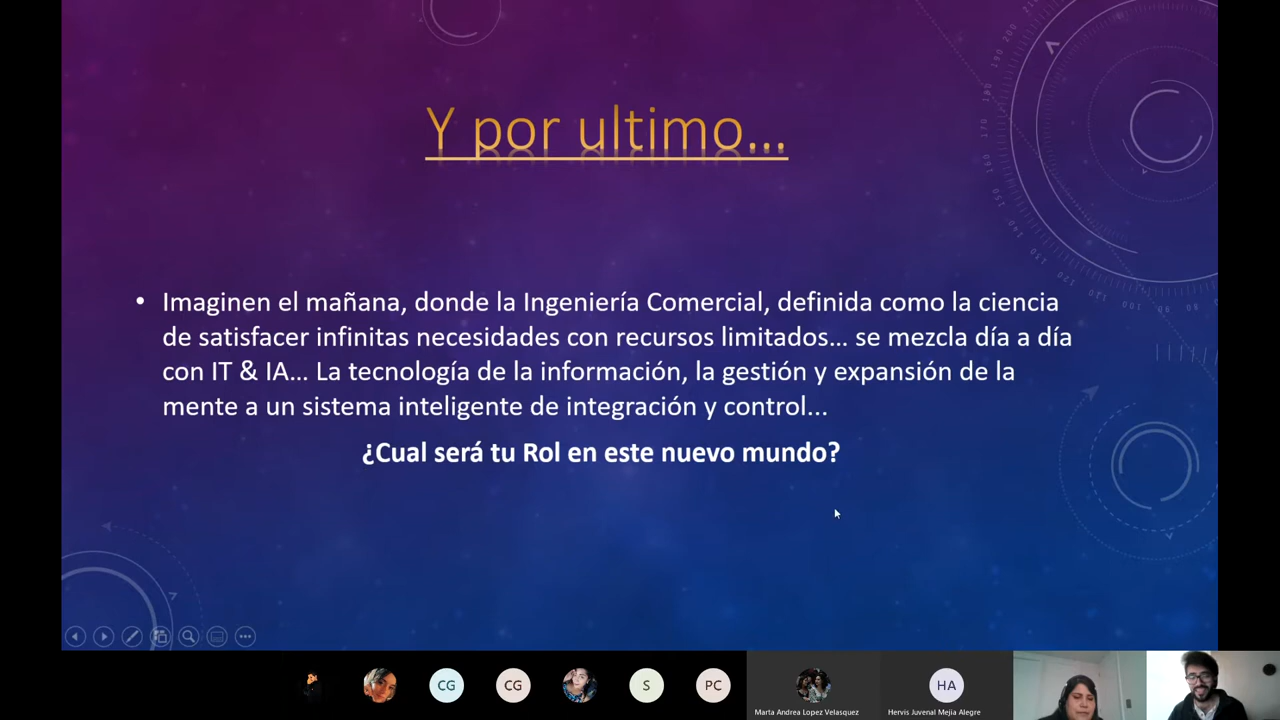 Y por ultimo...
• Imaginen el mañana, donde la Ingeniería Comercial, definida como la ciencia
de satisfacer infinitas necesidades con recursos limitados... se mezcla día a día
con IT & IA... La tecnología de la información, la gestión y expansión de la
mente a un sistema inteligente de integración y control...
¿Cual será tu Rol en este nuevo mundo?
CG
CG
S
PC
HA
Marta Andrea Lopez Velasquez
Hervis Juvenal Mejia Alegre